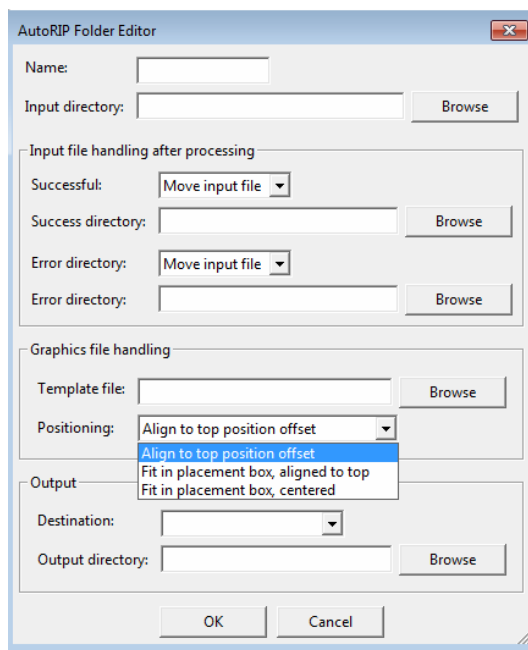 AutoRIP Folder Editor
Name:
Input directory: Browse
Input file handling after processing
Successful: Move input file
Success directory: Browse
Error directory: Move input file
Error directory: Browse
Graphics file handling
Template file: Browse
Positioning: Align to top position offset
Align to top position offset
Fit in placement box, aligned to top
Fit in placement box, centered
Output
Destination:
Output directory: Browse
OK Cancel